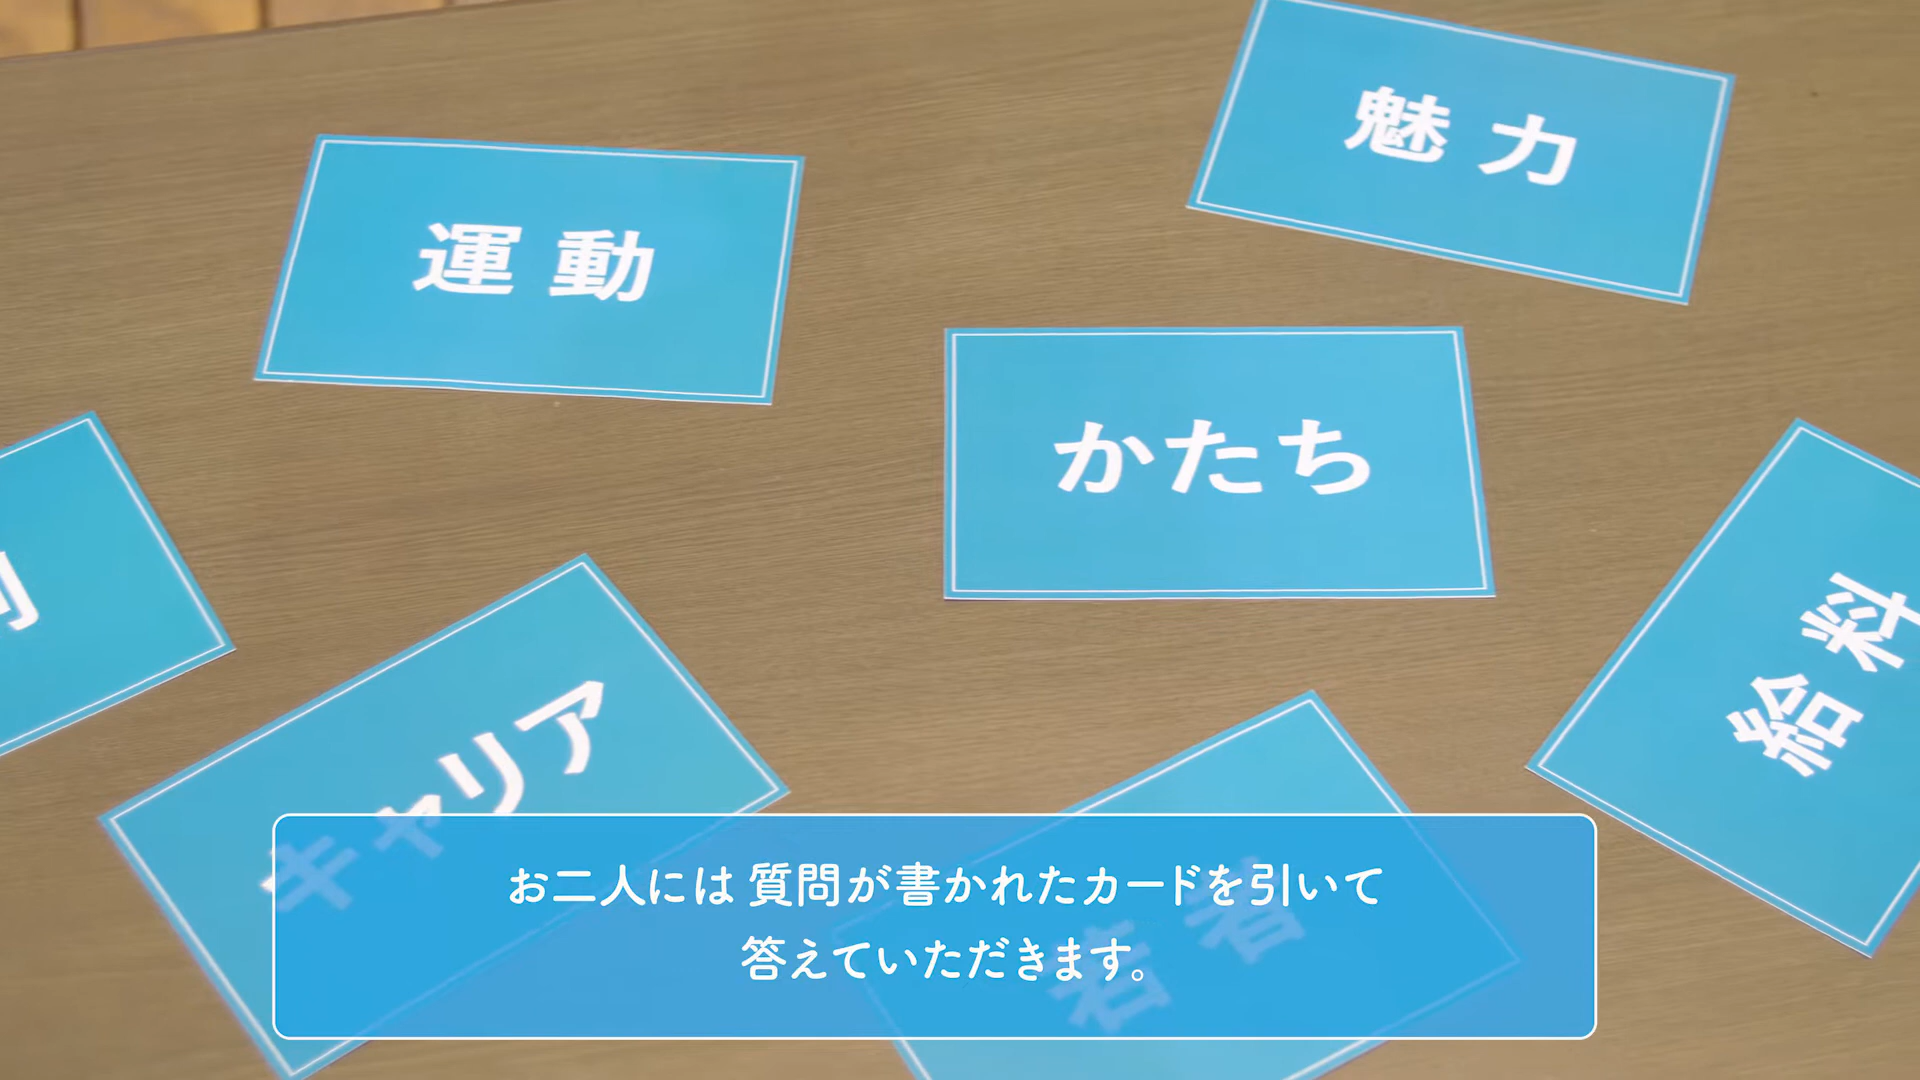 魅力
運動
かたち
給料
キャリア
若者
お二人には 質問が書かれたカードを引いて
答えていただきます。